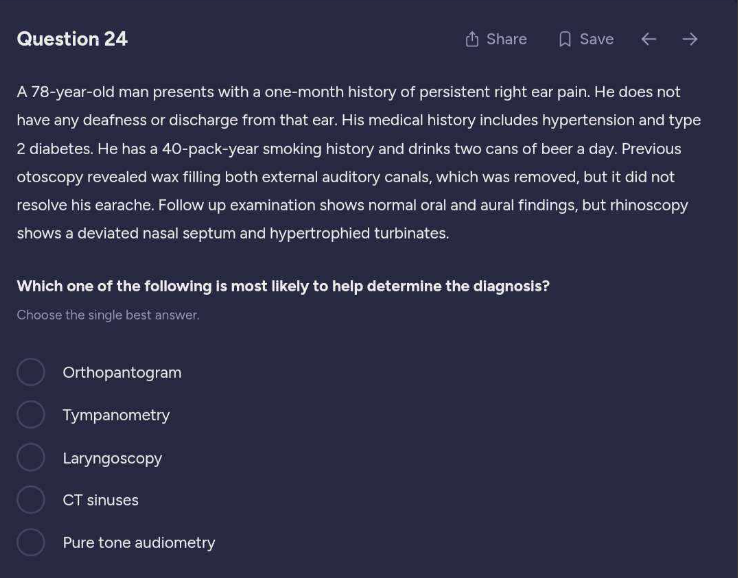 Question 24
Share
Save
A 78-year-old man presents with a one-month history of persistent right ear pain. He does not
have any deafness or discharge from that ear. His medical history includes hypertension and type
2 diabetes. He has a 40-pack-year smoking history and drinks two cans of beer a day. Previous
otoscopy revealed wax filling both external auditory canals, which was removed, but it did not
resolve his earache. Follow up examination shows normal oral and aural findings, but rhinoscopy
shows a deviated nasal septum and hypertrophied turbinates.
Which one of the following is most likely to help determine the diagnosis?
Choose the single best answer.
Orthopantogram
Tympanometry
Laryngoscopy
CT sinuses
Pure tone audiometry